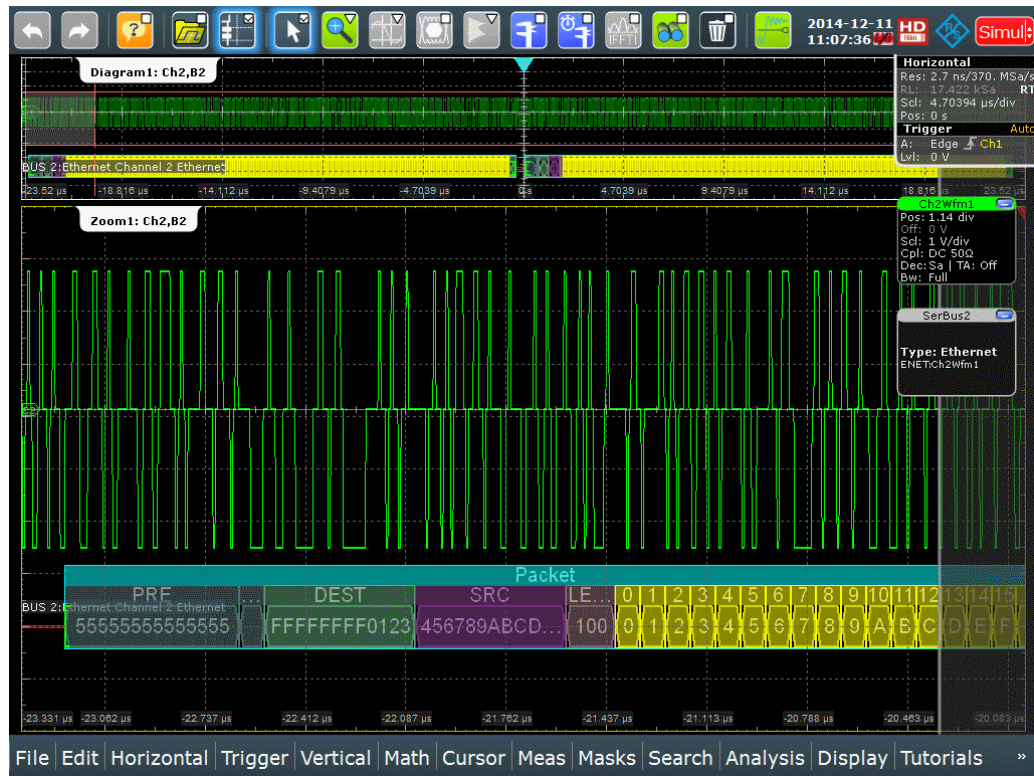 2014-12-11
11:07:36
HD
16bit
Simul
Diagram1: Ch2,B2
BUS 2:Ethernet Channel 2 Ethernet
-23.52 µs -18.816 µs -14.112 µs -9.4079 µs -4.7039 µs 0 s 4.7039 µs 9.4079 µs 14.112 µs 18.816 µs 23.52 µs
Horizontal
Res: 2.7 ns/370. MSa/s
RL: 17.422 kSa RT
Scl: 4.70394 µs/div
Pos: 0 s
Trigger Auto
A: Edge Ch1
Lvl: 0 V
Zoom1: Ch2,B2
Ch2Wfm1
Pos: 1.14 div
Off: 0 V
Scl: 1 V/div
Cpl: DC 50Ω
Dec:Sa | TA: Off
Bw: Full
SerBus2
Type: Ethernet
ENET:Ch2Wfm1
Packet
PRE ... DEST SRC LE... 0 1 2 3 4 5 6 7 8 9 10 11 12 13 14 15
BUS 2:Ethernet Channel 2 Ethernet
55555555555555 FFFFFFFF0123 456789ABCD... 100 0 1 2 3 4 5 6 7 8 9 A B C D E F
-23.331 µs -23.062 µs -22.737 µs -22.412 µs -22.087 µs -21.762 µs -21.437 µs -21.113 µs -20.788 µs -20.463 µs -20.083 µs
File Edit Horizontal Trigger Vertical Math Cursor Meas Masks Search Analysis Display Tutorials »